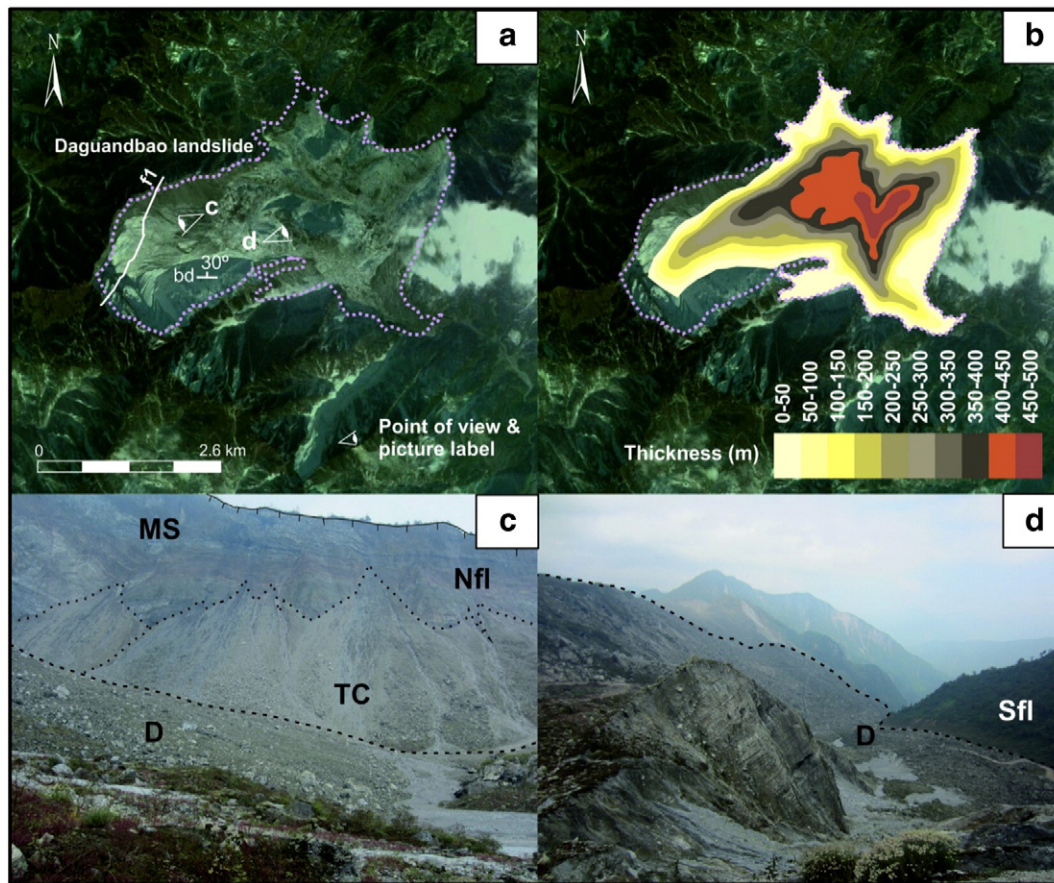 a
N
Daguandbao landslide
f1
c
d
30°
bd
Point of view &
picture label
0 2.6 km
b
N
0-50
50-100
100-150
150-200
200-250
250-300
300-350
350-400
400-450
450-500
Thickness (m)
c
MS
Nfl
TC
D
d
Sfl
D